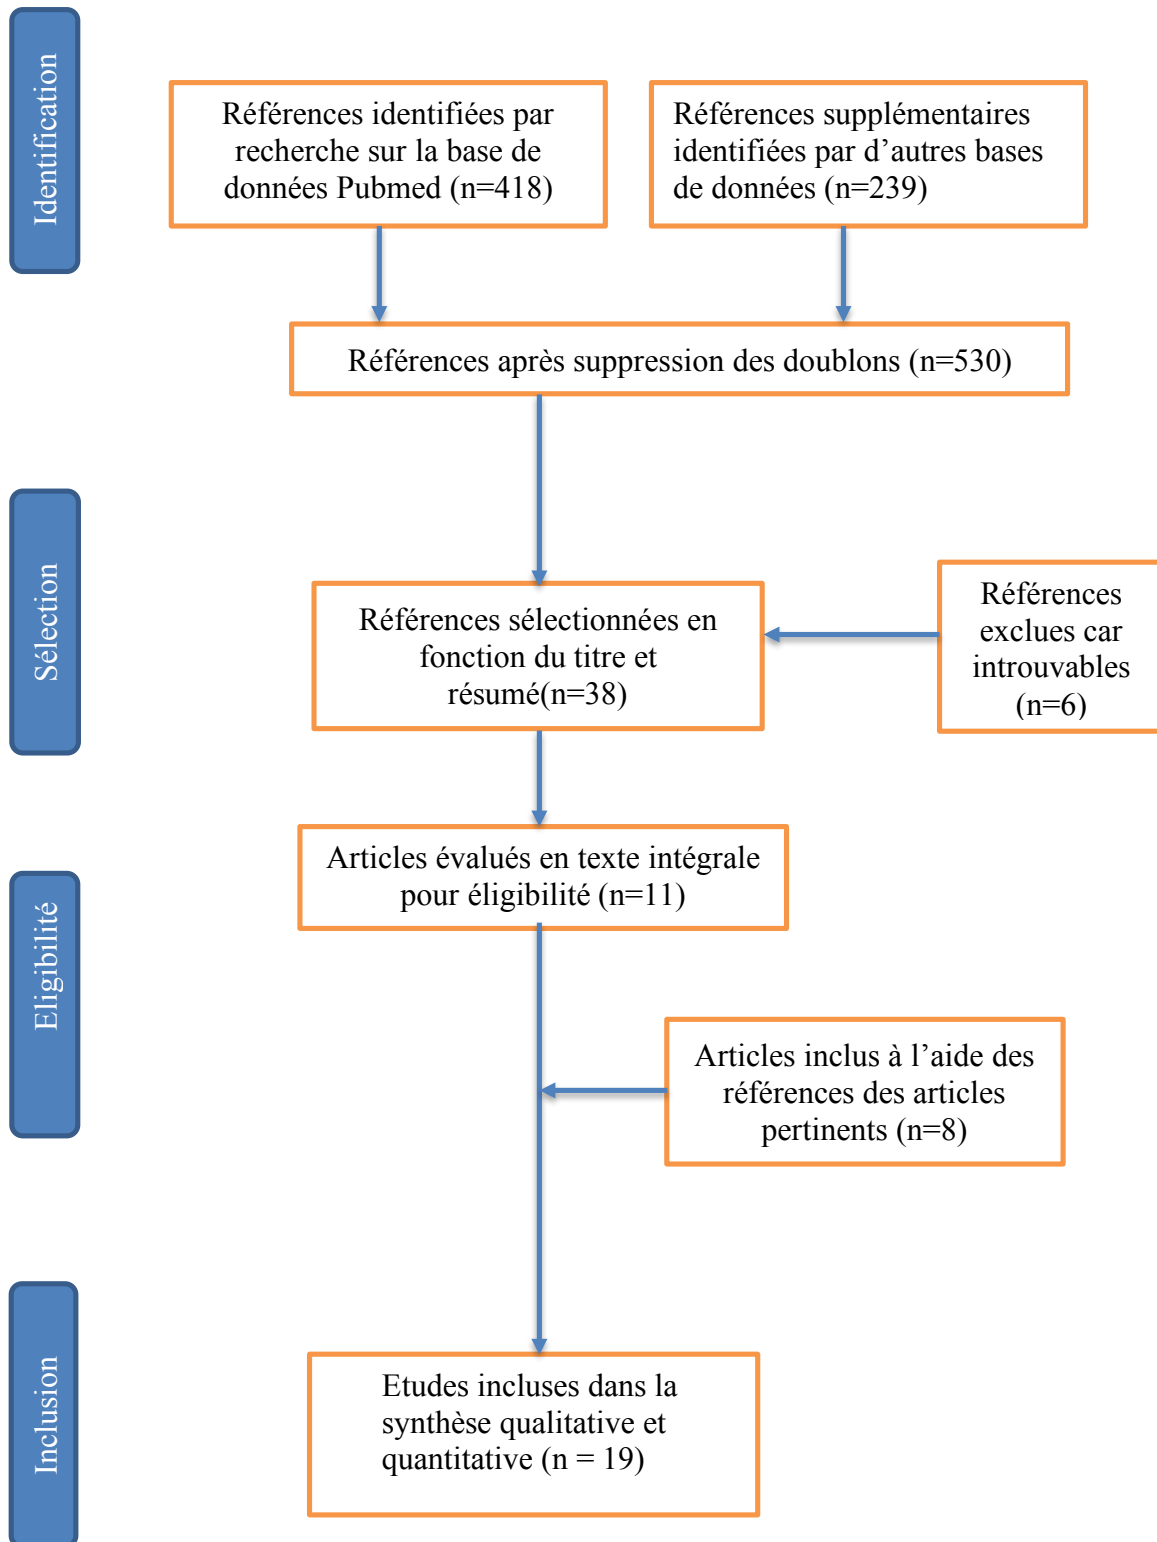 Identification
Références identifiées par
recherche sur la base de
données Pubmed (n=418)
Références supplémentaires
identifiées par d’autres bases
de données (n=239)
Références après suppression des doublons (n=530)
Sélection
Références sélectionnées en
fonction du titre et
résumé(n=38)
Références
exclues car
introuvables
(n=6)
Articles évalués en texte intégrale
pour éligibilité (n=11)
Eligibilité
Articles inclus à l’aide des
références des articles
pertinents (n=8)
Inclusion
Etudes incluses dans la
synthèse qualitative et
quantitative (n = 19)